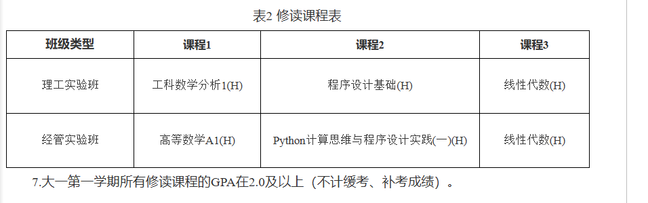 表2 修读课程表
班级类型 课程1 课程2 课程3
理工实验班 工科数学分析1(H) 程序设计基础(H) 线性代数(H)
经管实验班 高等数学A1(H) Python计算思维与程序设计实践(一)(H) 线性代数(H)
7.大一第一学期所有修读课程的GPA在2.0及以上（不计缓考、补考成绩）。